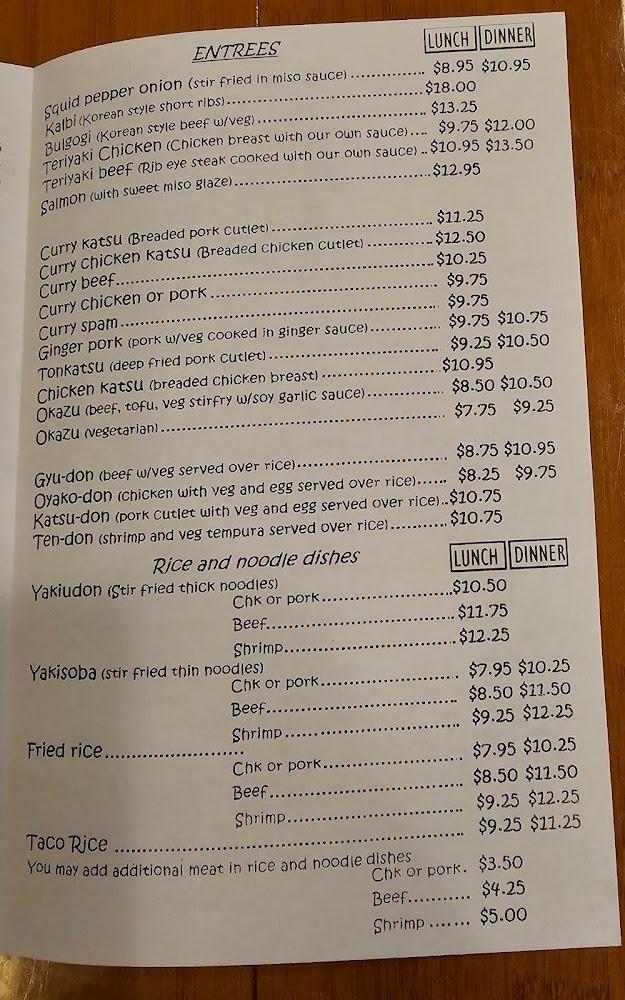 ENTREES LUNCH DINNER
Squid pepper onion (stir fried in miso sauce) ............. $8.95 $10.95
Kalbi (Korean style short ribs)................................ $18.00
Bulgogi (Korean style beef w/veg)........................... $13.25
Teriyaki Chicken (Chicken breast with our own sauce).... $9.75 $12.00
Teriyaki beef (Rib eye steak cooked with our own sauce) .. $10.95 $13.50
Salmon (with sweet miso glaze)............................... $12.95
Curry katsu (Breaded pork cutlet)........................... $11.25
Curry chicken katsu (Breaded chicken cutlet) ............. $12.50
Curry beef.................................................... $10.25
Curry chicken or pork ....................................... $9.75
Curry spam.................................................... $9.75
Ginger pork (pork w/veg cooked in ginger sauce)........... $9.75 $10.75
Tonkatsu (deep fried pork cutlet)............................ $9.25 $10.50
Chicken katsu (breaded chicken breast) ..................... $10.95
Okazu (beef, tofu, veg stirfry w/soy garlic sauce)........... $8.50 $10.50
Okazu (vegetarian)............................................ $7.75 $9.25
Gyu-don (beef w/veg served over rice)....................... $8.75 $10.95
Oyako-don (chicken with veg and egg served over rice)...... $8.25 $9.75
Katsu-don (pork cutlet with veg and egg served over rice).. $10.75
Ten-don (shrimp and veg tempura served over rice).......... $10.75
Rice and noodle dishes LUNCH DINNER
Yakiudon (Stir fried thick noodles)
Chk or pork...................... $10.50
Beef............................... $11.75
Shrimp............................ $12.25
Yakisoba (stir fried thin noodles)
Chk or pork....................... $7.95 $10.25
Beef................................ $8.50 $11.50
Shrimp............................. $9.25 $12.25
Fried rice........................
Chk or pork....................... $7.95 $10.25
Beef................................ $8.50 $11.50
Shrimp............................. $9.25 $12.25
Taco Rice ........................................................ $9.25 $11.25
You may add additional meat in rice and noodle dishes
Chk or pork. $3.50
Beef........... $4.25
Shrimp ....... $5.00